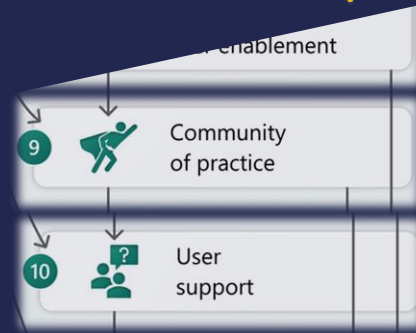 enablement
9
Community
of practice
10
?
User
support